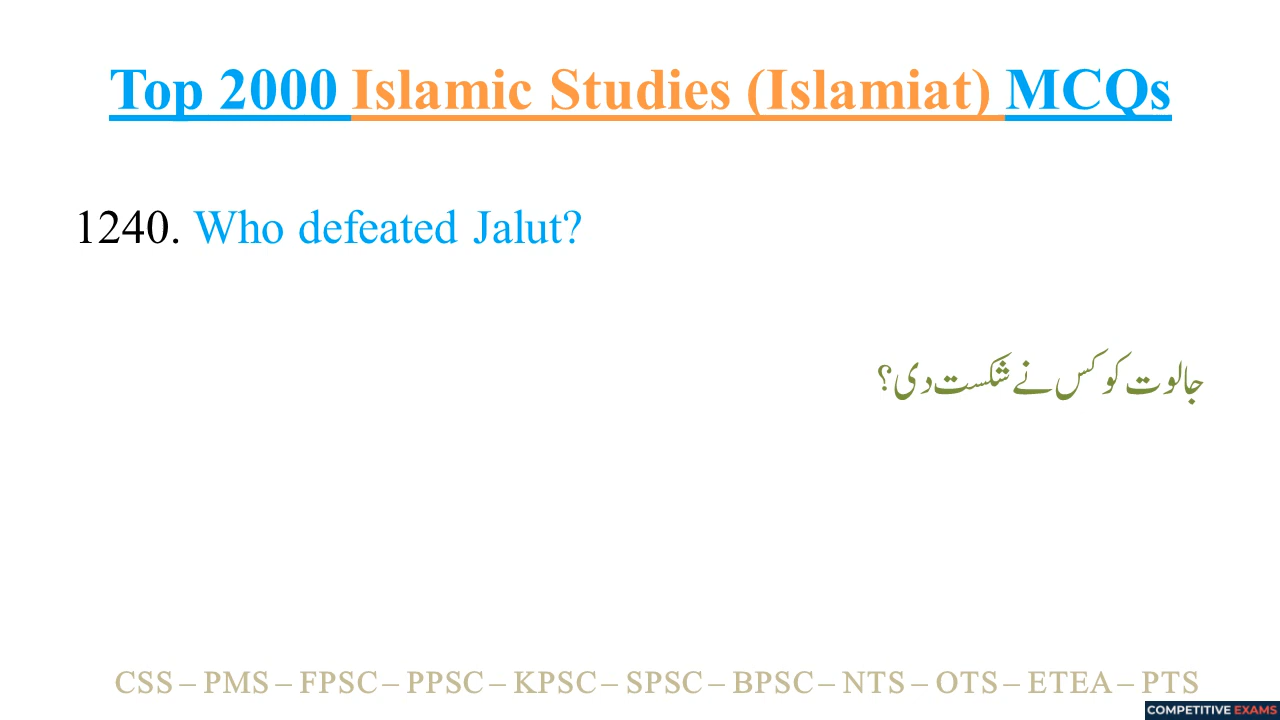 Top 2000 Islamic Studies (Islamiat) MCQs
1240. Who defeated Jalut?
جالوت کو کس نے شکست دی؟
CSS – PMS – FPSC – PPSC – KPSC – SPSC – BPSC – NTS – OTS – ETEA – PTS
COMPETITIVE EXAMS